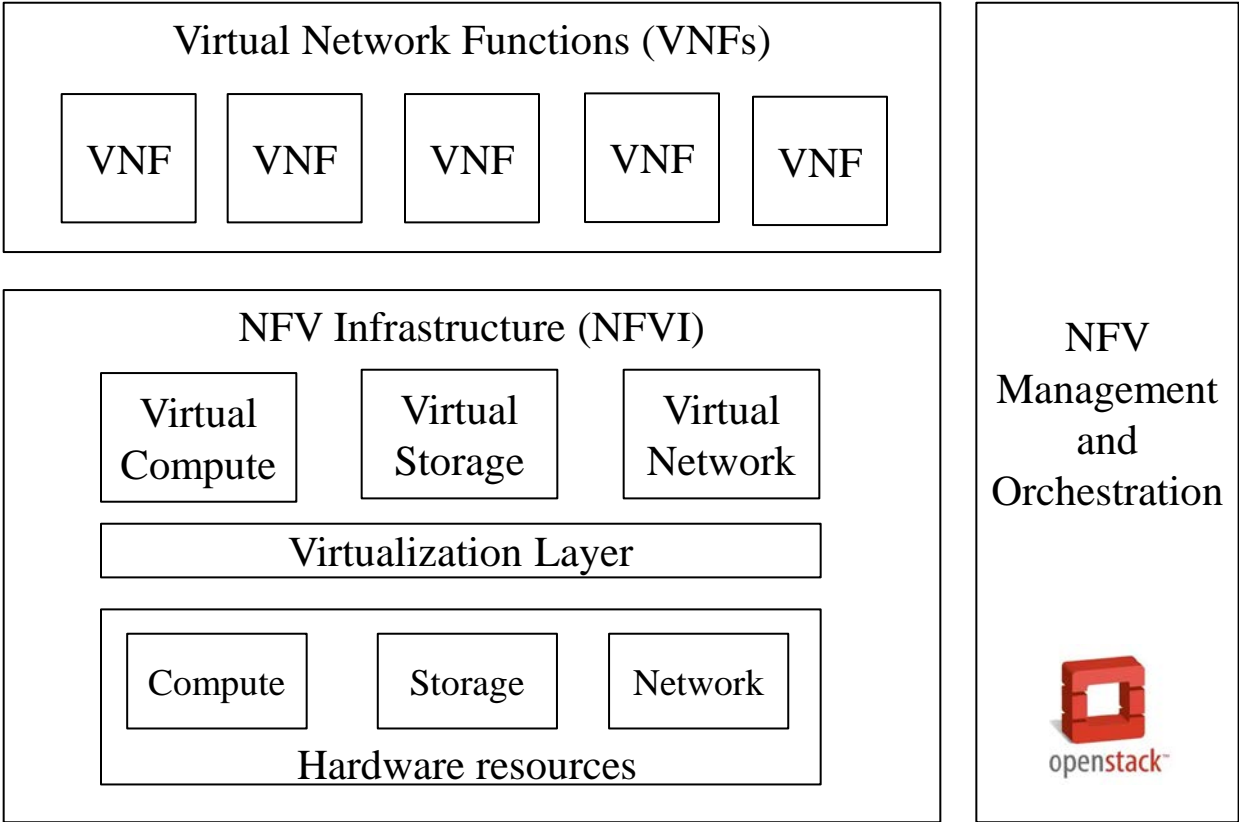 Virtual Network Functions (VNFs)
VNF
VNF
VNF
VNF
VNF
NFV Infrastructure (NFVI)
Virtual
Compute
Virtual
Storage
Virtual
Network
Virtualization Layer
Compute
Storage
Network
Hardware resources
NFV
Management
and
Orchestration
openstack™